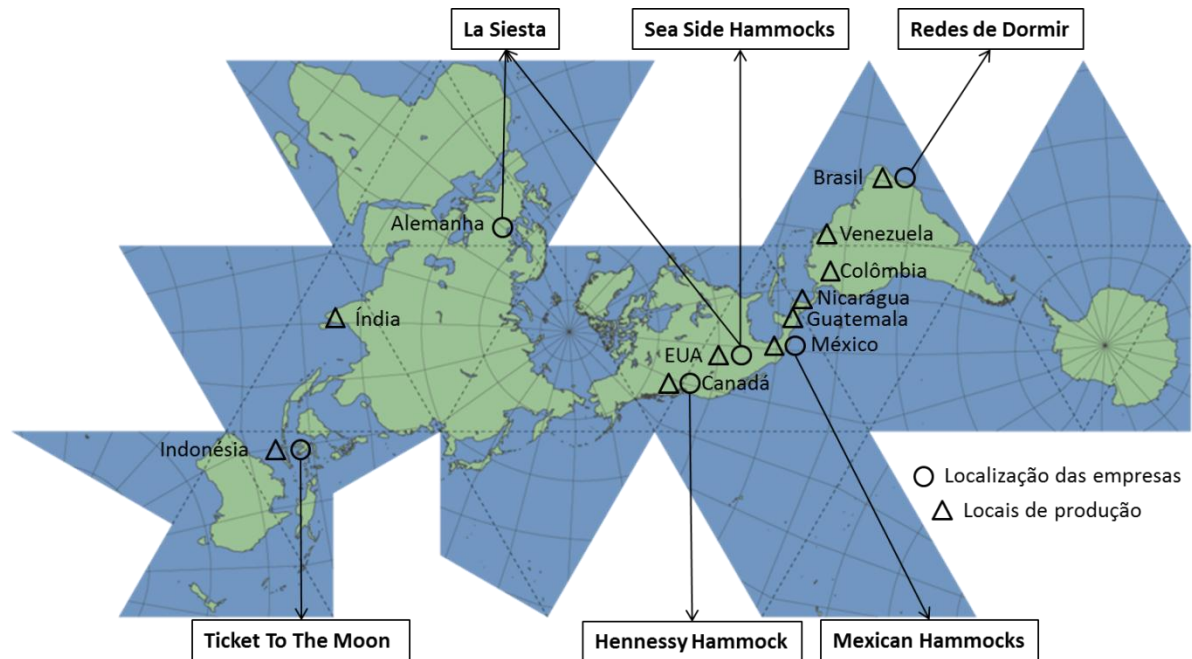 La Siesta
Sea Side Hammocks
Redes de Dormir
Brasil
Alemanha
Venezuela
Colômbia
Nicarágua
Índia
Guatemala
EUA
México
Canadá
Indonésia
Localização das empresas
Locais de produção
Ticket To The Moon
Hennessy Hammock
Mexican Hammocks